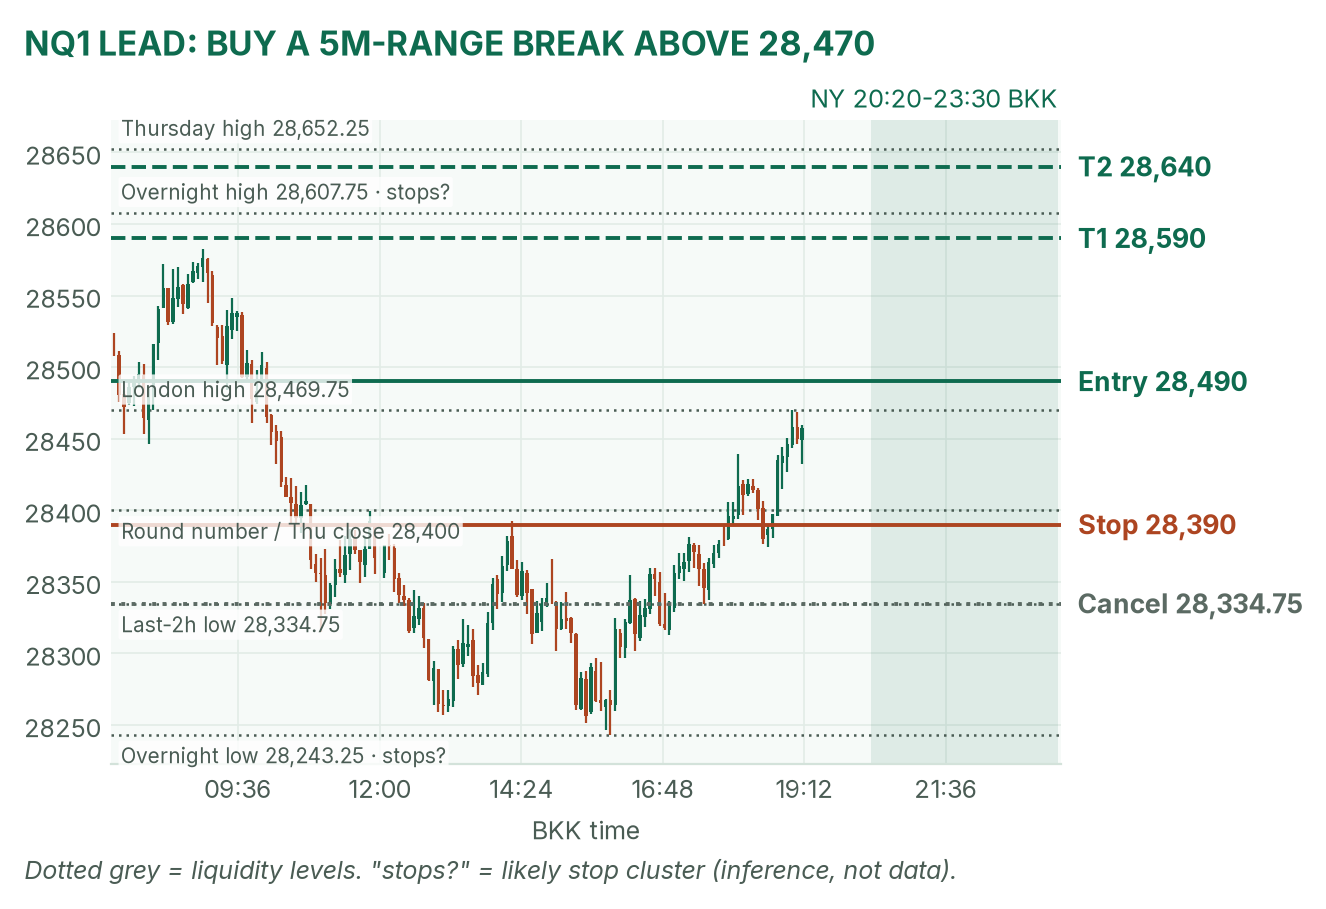 NQ1 LEAD: BUY A 5M-RANGE BREAK ABOVE 28,470
NY 20:20-23:30 BKK
Thursday high 28,652.25
28650
T2 28,640
Overnight high 28,607.75 · stops?
28600
T1 28,590
28550
28500
Entry 28,490
London high 28,469.75
28450
28400
Stop 28,390
Round number / Thu close 28,400
28350
Cancel 28,334.75
Last-2h low 28,334.75
28300
28250
Overnight low 28,243.25 · stops?
09:36 12:00 14:24 16:48 19:12 21:36
BKK time
Dotted grey = liquidity levels. "stops?" = likely stop cluster (inference, not data).